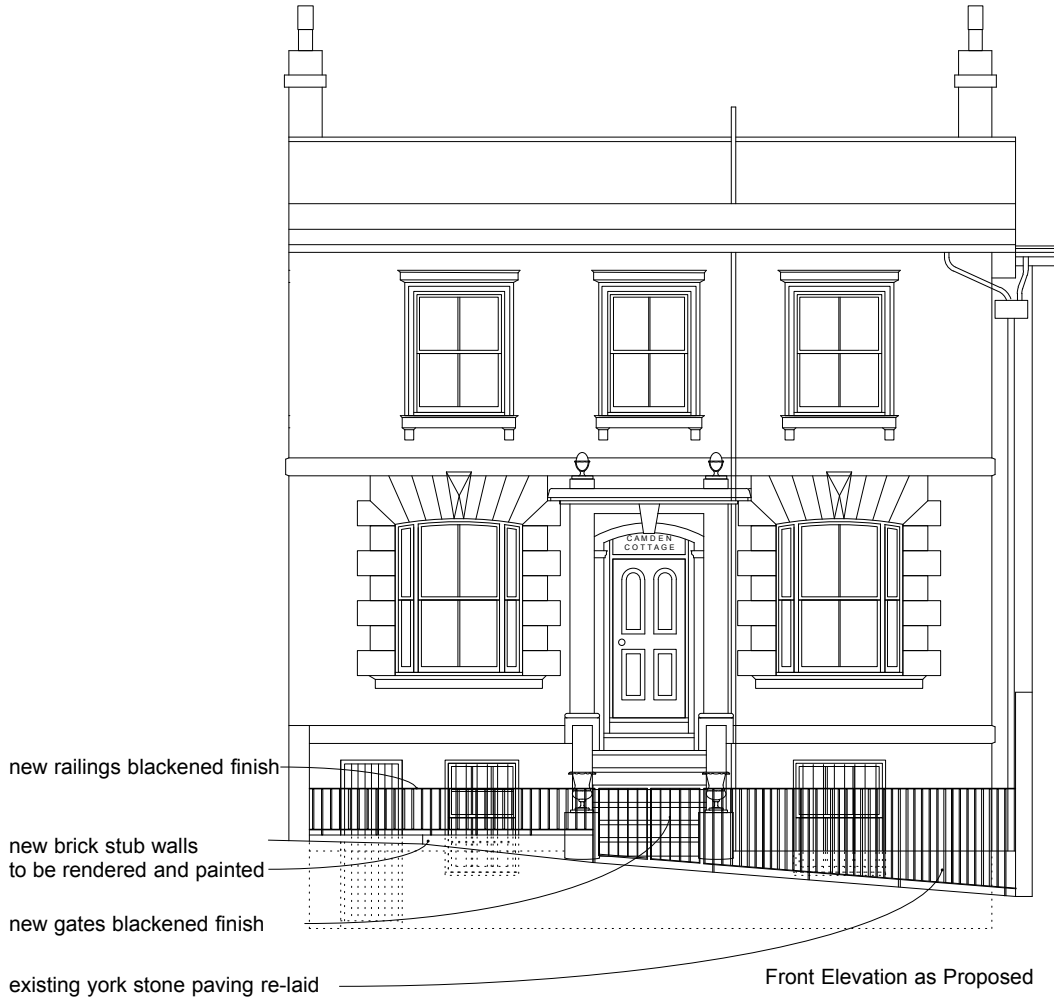 CAMDEN
COTTAGE
new railings blackened finish
new brick stub walls
to be rendered and painted
new gates blackened finish
existing york stone paving re-laid
Front Elevation as Proposed